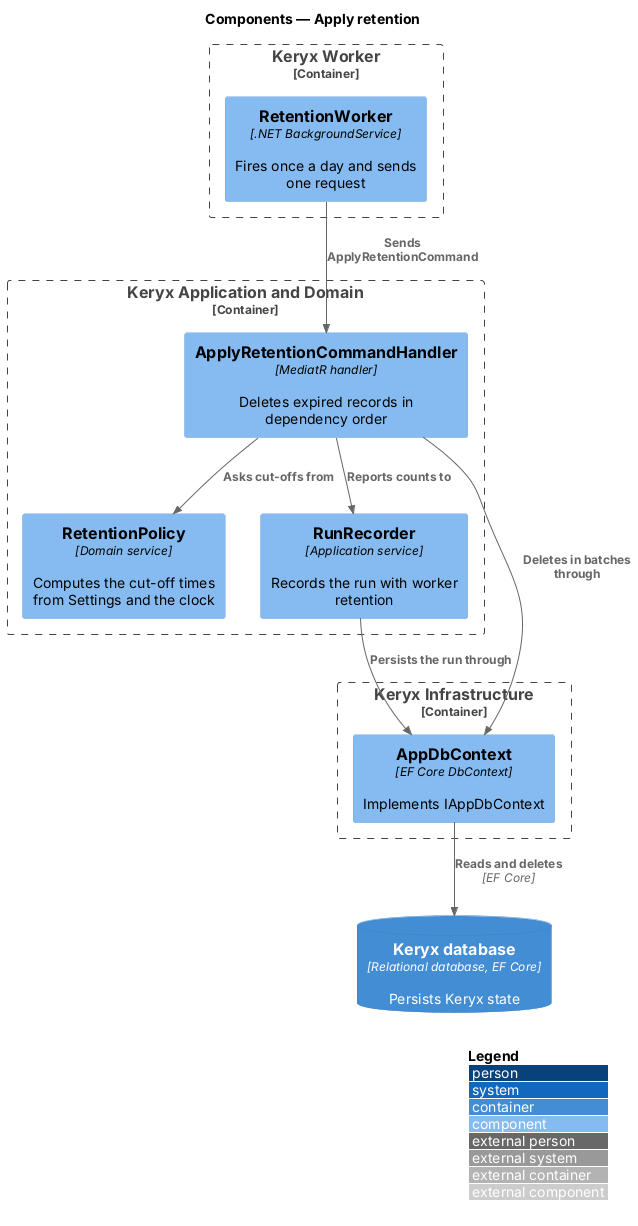 Components — Apply retention
Keryx Worker
[Container]
RetentionWorker
[.NET BackgroundService]
Fires once a day and sends
one request
Sends
ApplyRetentionCommand
Keryx Application and Domain
[Container]
ApplyRetentionCommandHandler
[MediatR handler]
Deletes expired records in
dependency order
Asks cut-offs from
Reports counts to
RetentionPolicy
[Domain service]
Computes the cut-off times
from Settings and the clock
RunRecorder
[Application service]
Records the run with worker
retention
Deletes in batches
through
Persists the run through
Keryx Infrastructure
[Container]
AppDbContext
[EF Core DbContext]
Implements IAppDbContext
Reads and deletes
[EF Core]
Keryx database
[Relational database, EF Core]
Persists Keryx state
Legend
person
system
container
component
external person
external system
external container
external component